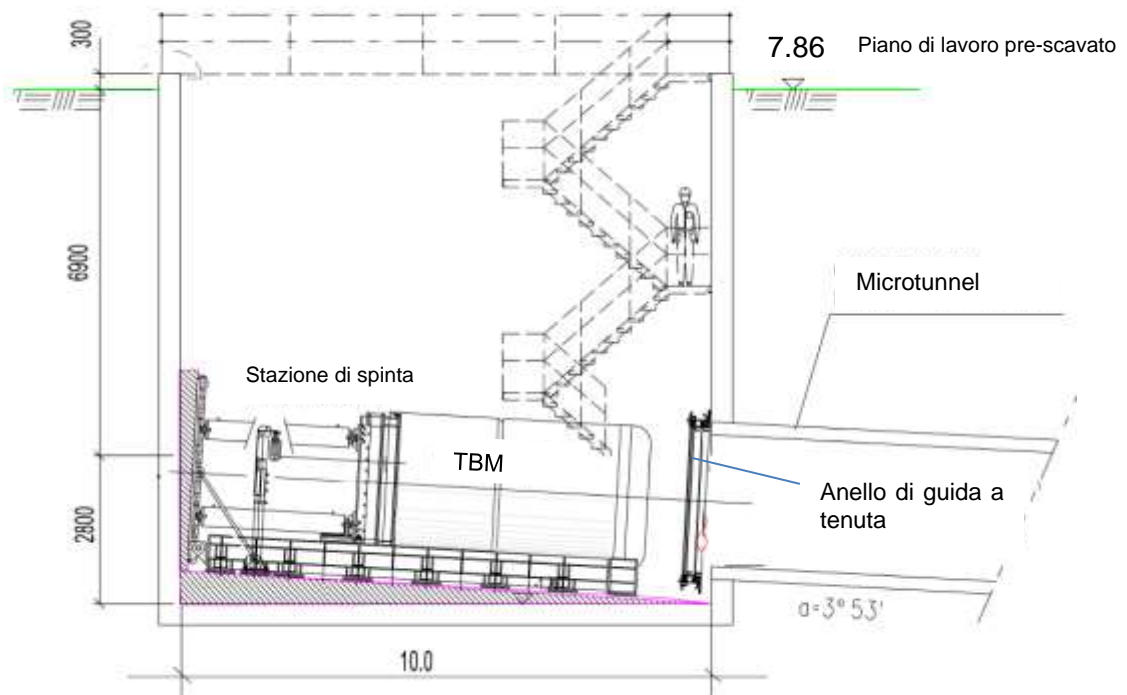 300
7.86 Piano di lavoro pre-scavato
6900
Microtunnel
Stazione di spinta
TBM
Anello di guida a
tenuta
2800
a=3° 53'
10.0